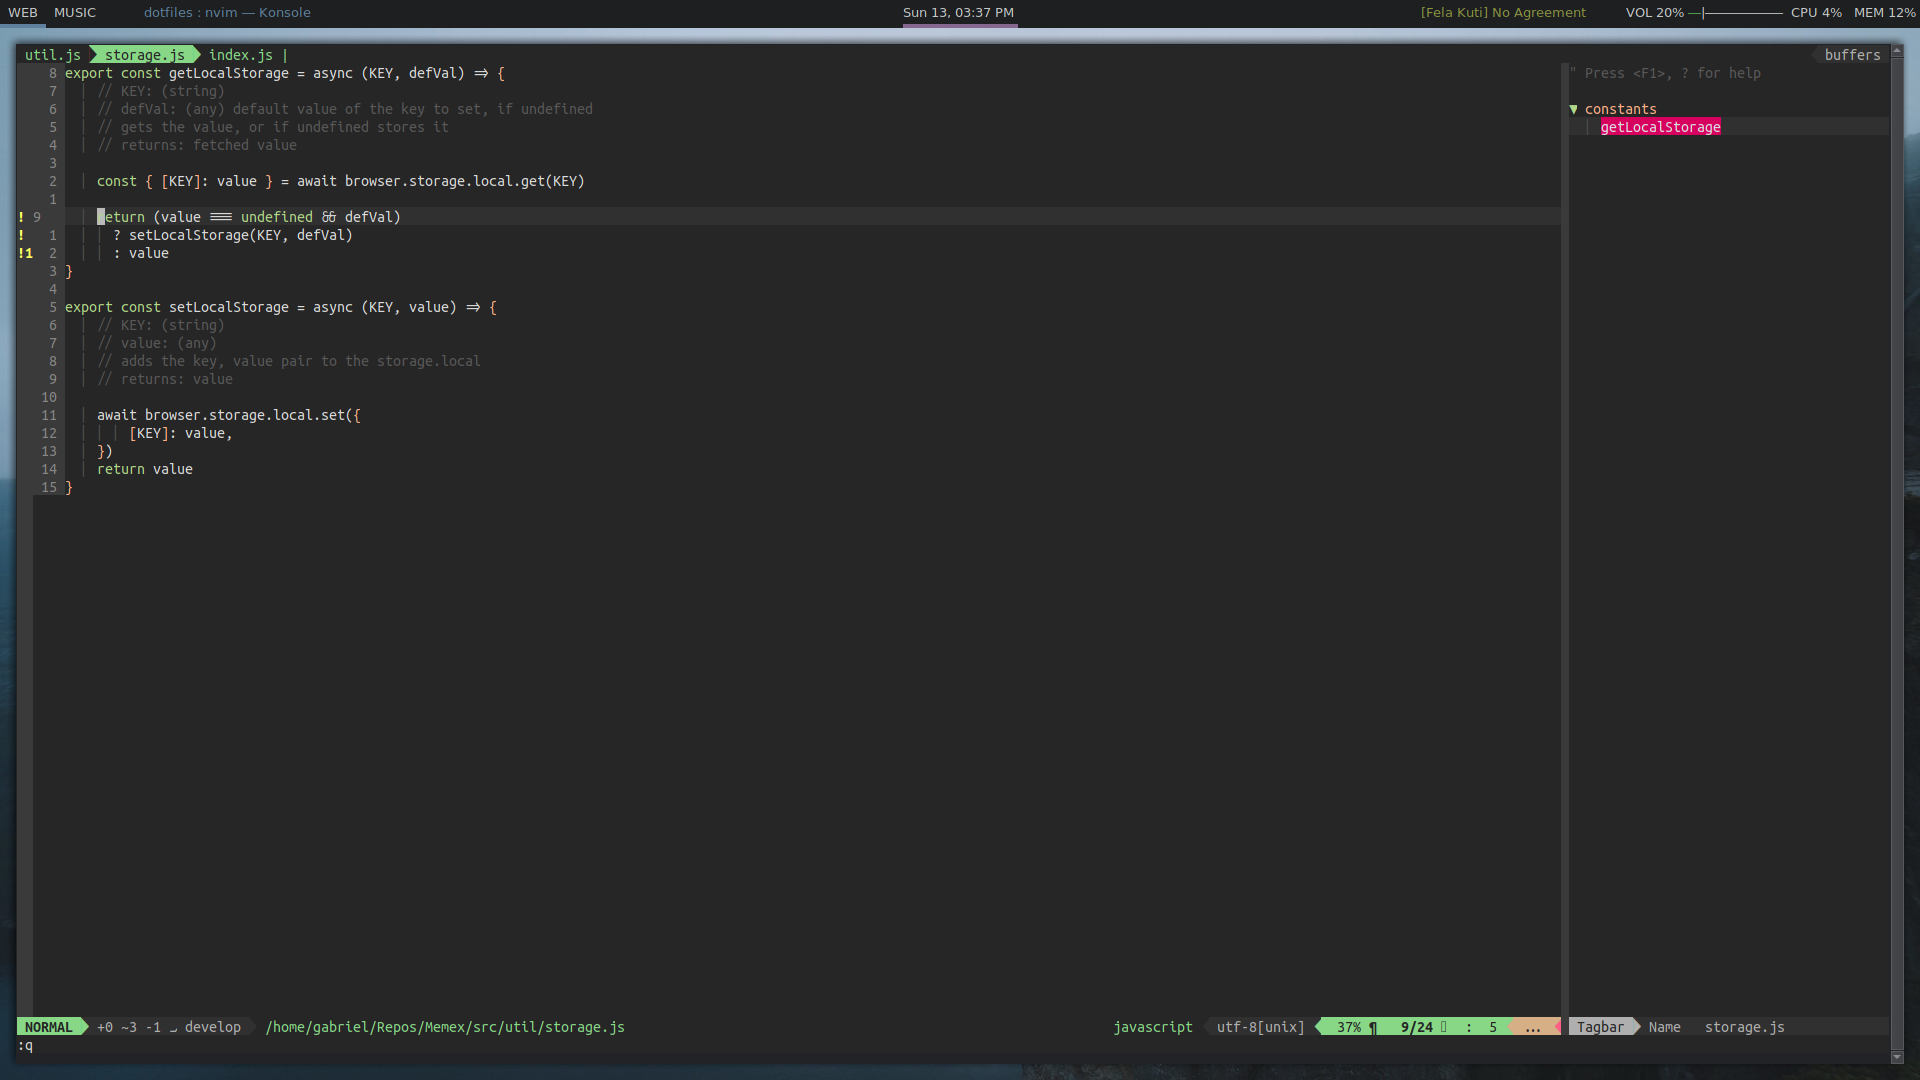 WEB MUSIC dotfiles : nvim — Konsole Sun 13, 03:37 PM [Fela Kuti] No Agreement VOL 20% CPU 4% MEM 12%
util.js storage.js index.js | buffers
8 export const getLocalStorage = async (KEY, defVal) => {
7 // KEY: (string)
6 // defVal: (any) default value of the key to set, if undefined
5 // gets the value, or if undefined stores it
4 // returns: fetched value
3
2 const { [KEY]: value } = await browser.storage.local.get(KEY)
1
! 9 return (value === undefined && defVal)
! 1 ? setLocalStorage(KEY, defVal)
!1 2 : value
3 }
4
5 export const setLocalStorage = async (KEY, value) => {
6 // KEY: (string)
7 // value: (any)
8 // adds the key, value pair to the storage.local
9 // returns: value
10
11 await browser.storage.local.set({
12 [KEY]: value,
13 })
14 return value
15 }
" Press <F1>, ? for help
▼ constants
getLocalStorage
NORMAL +0 ~3 -1 develop /home/gabriel/Repos/Memex/src/util/storage.js javascript utf-8[unix] 37% ¶ 9/24 : 5 ... Tagbar Name storage.js
:q